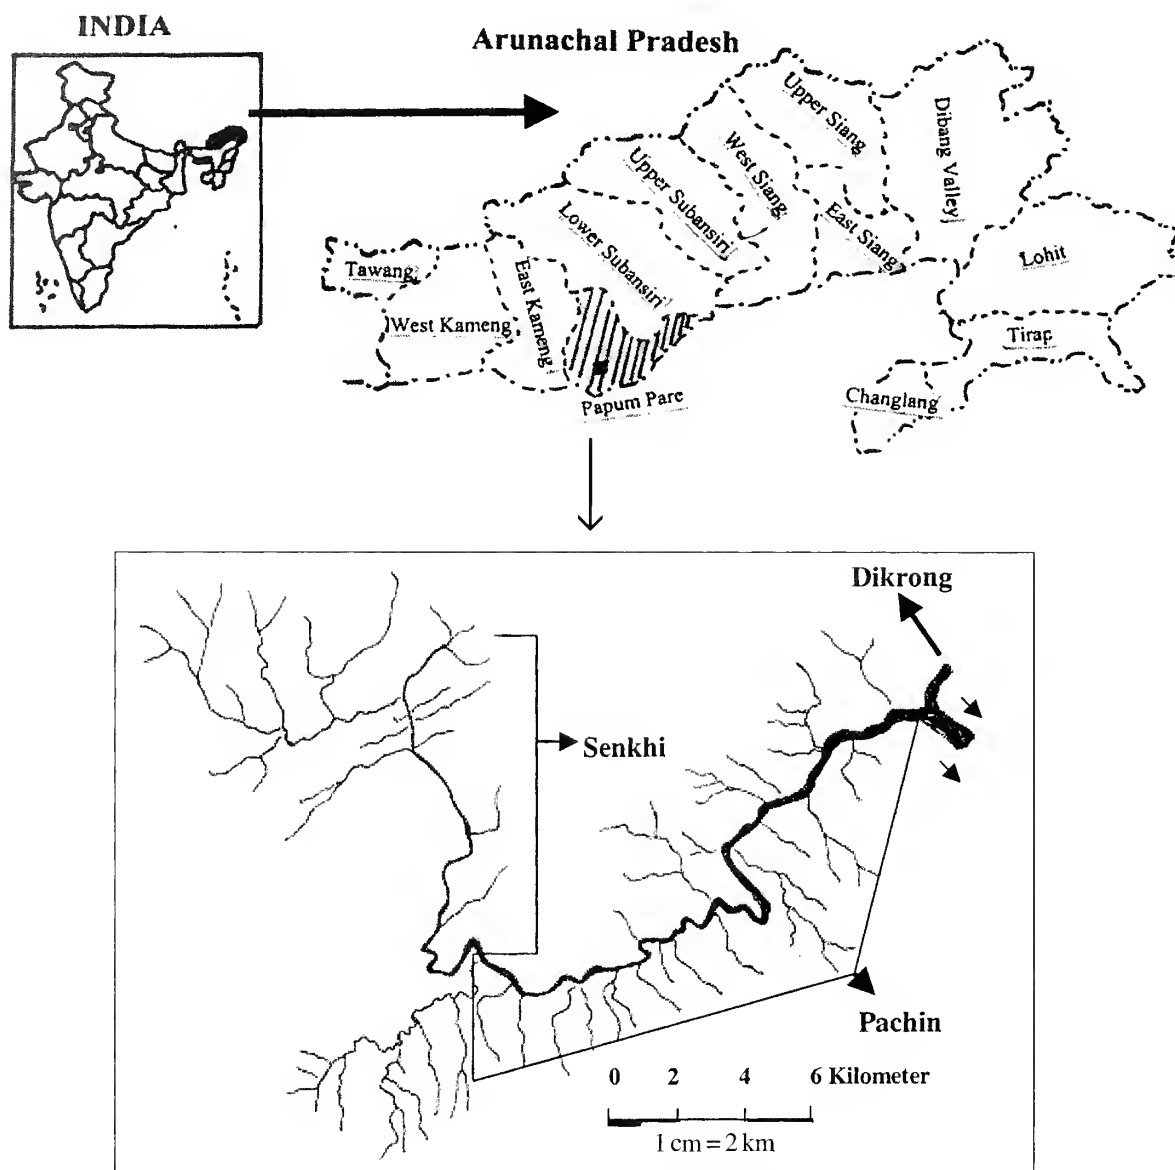 INDIA
Arunachal Pradesh
Upper Siang
Dibang Valley
West Siang
Upper Subansiri
East Siang
Lower Subansiri
Lohit
Tawang
East Kameng
West Kameng
Tirap
Changlang
Papum Pare
Dikrong
Senkhi
Pachin
0 2 4 6 Kilometer
1 cm = 2 km